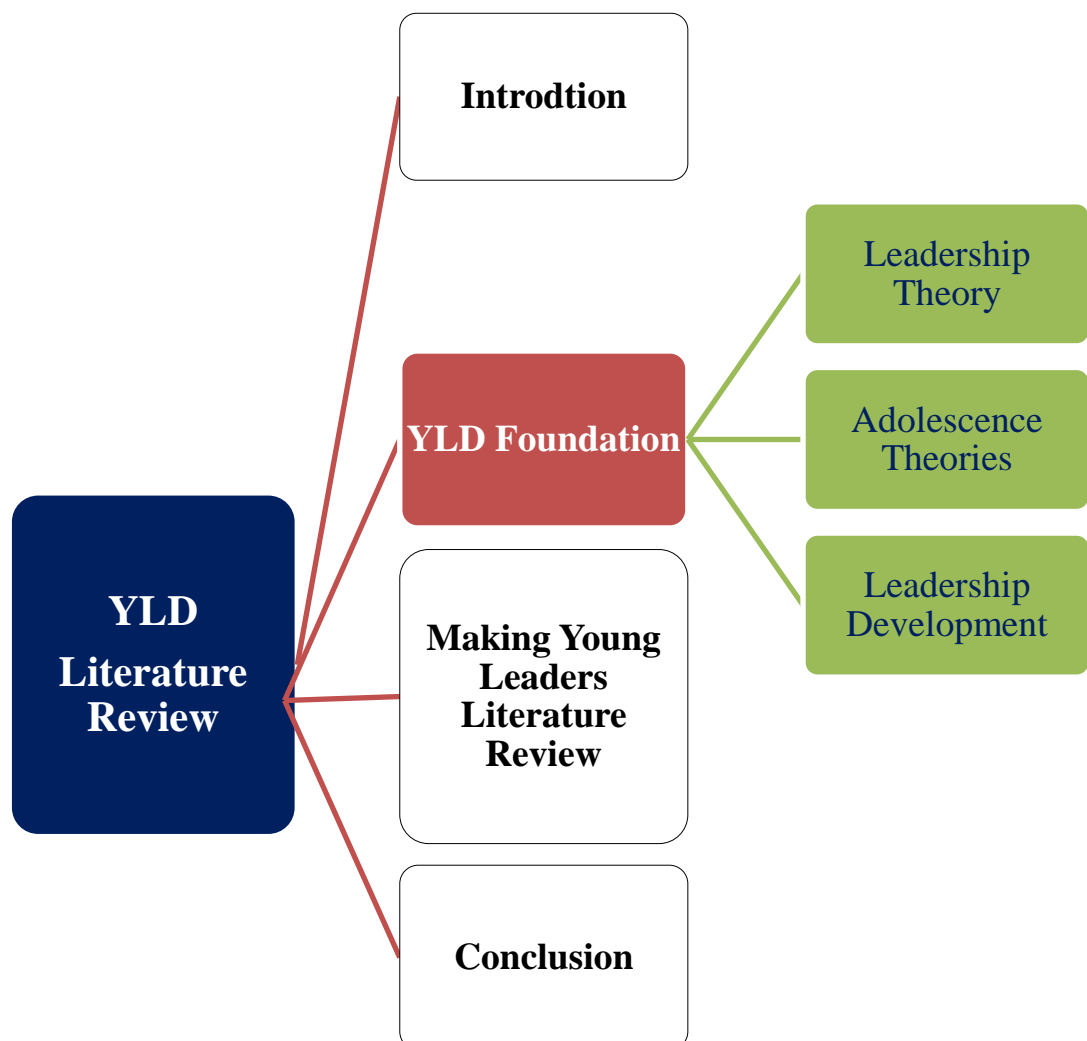 Introdtion
Leadership
Theory
YLD Foundation
Adolescence
Theories
Leadership
Development
YLD
Literature
Review
Making Young
Leaders
Literature
Review
Conclusion